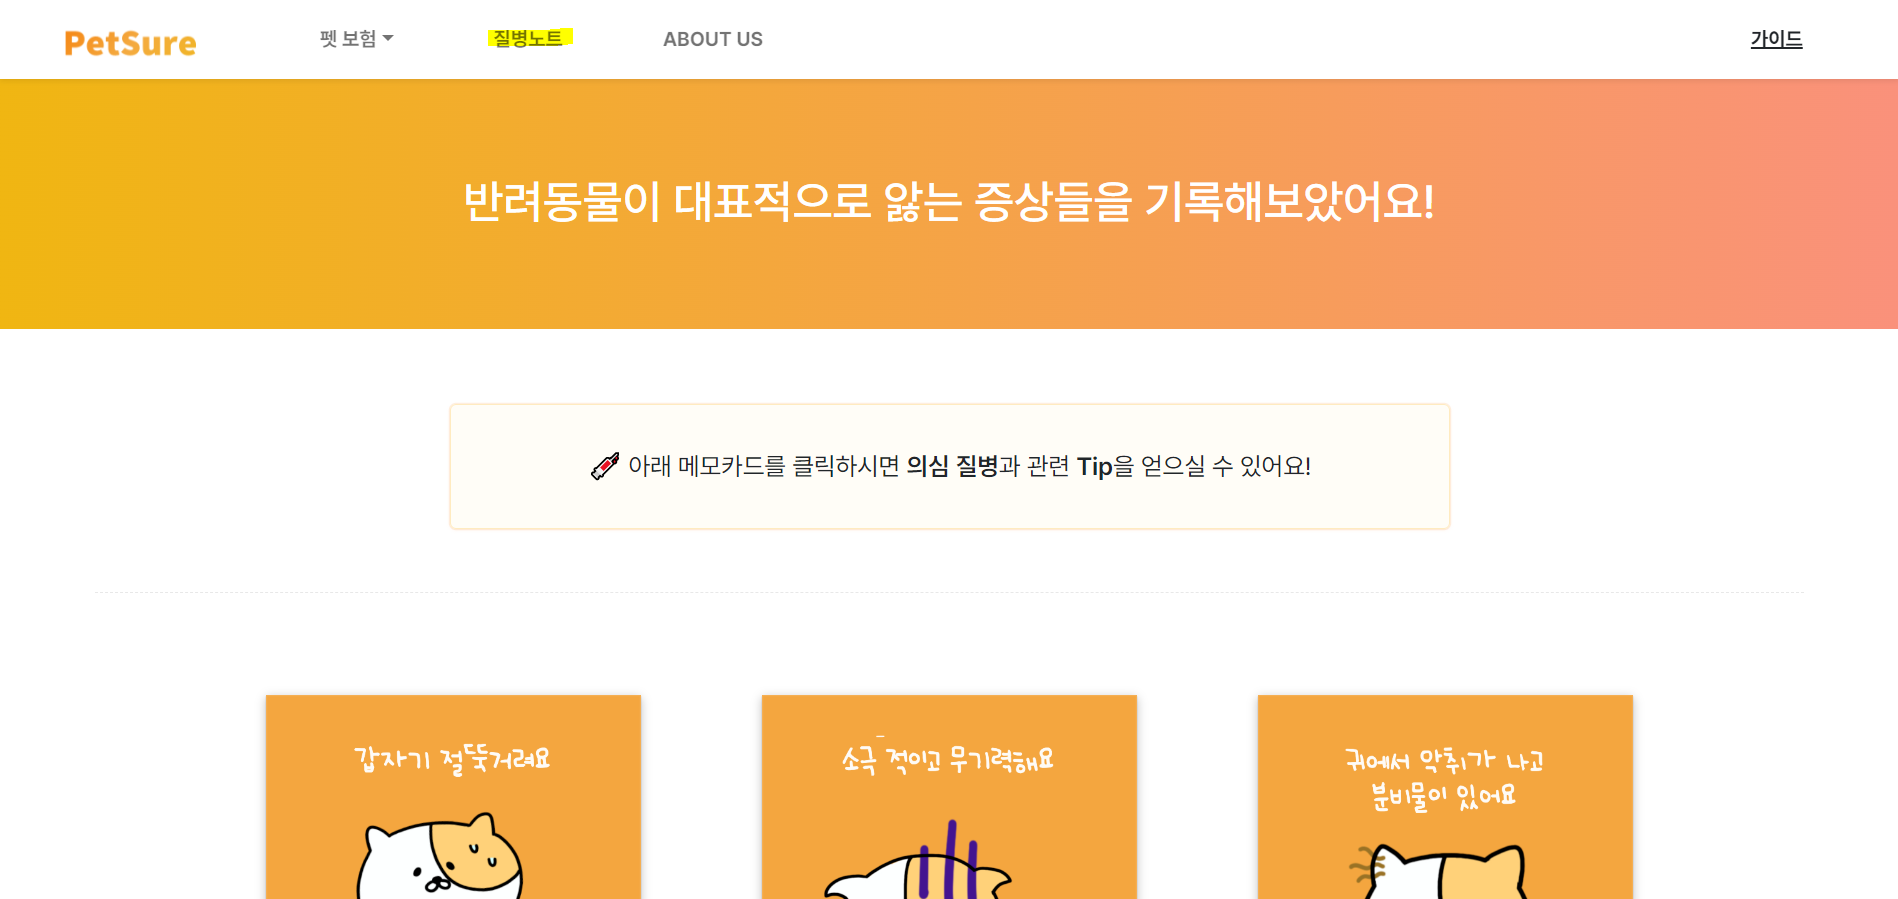 PetSure
펫 보험
질병노트
ABOUT US
가이드
반려동물이 대표적으로 앓는 증상들을 기록해보았어요!
아래 메모카드를 클릭하시면 의심 질병과 관련 Tip을 얻으실 수 있어요!
갑자기 절뚝거려요
소극적이고 무기력해요
귀에서 악취가 나고
분비물이 있어요